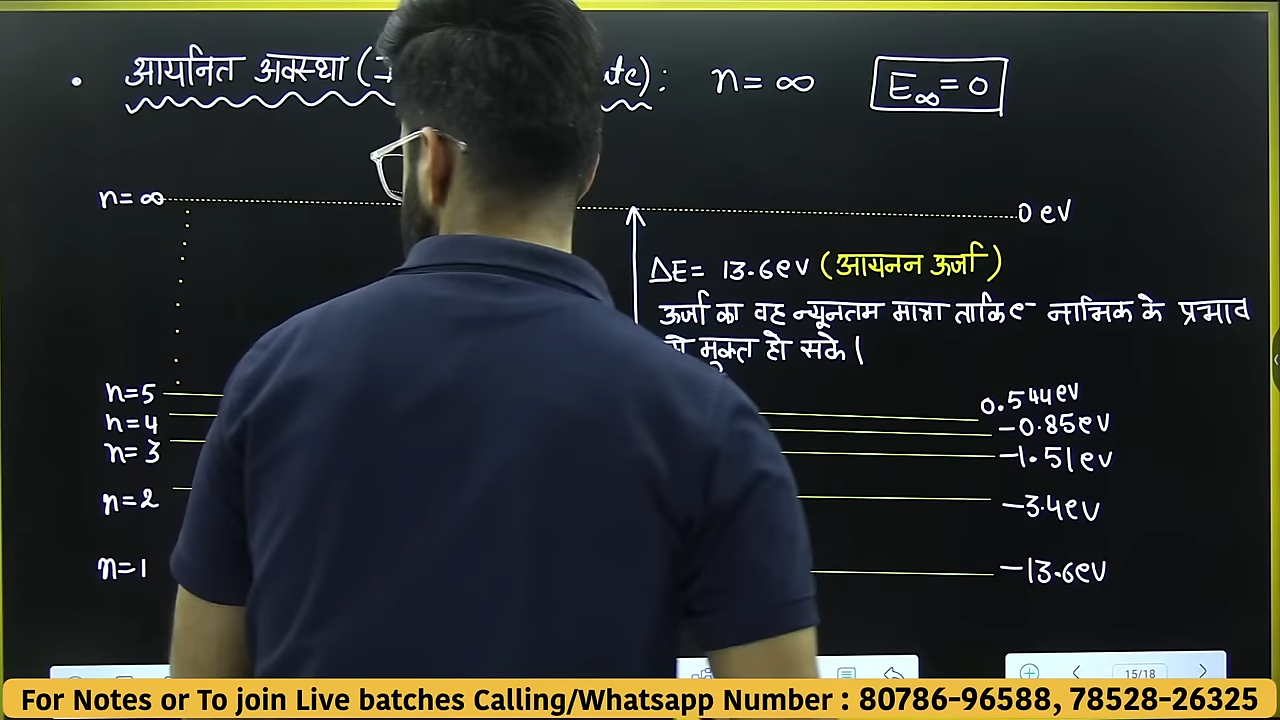 • आयनित अवस्था ( ate) : n = ∞ E∞ = 0
n = ∞ 0 eV
ΔE = 13.6eV (आयनन ऊर्जा)
ऊर्जा का वह न्यूनतम मात्रा ताकि e⁻ नाभिक के प्रभाव
से मुक्त हो सके।
n=5 0.544eV
n=4 -0.85eV
n=3 -1.51eV
n=2 -3.4eV
n=1 -13.6eV
15/18
For Notes or To join Live batches Calling/Whatsapp Number : 80786-96588, 78528-26325